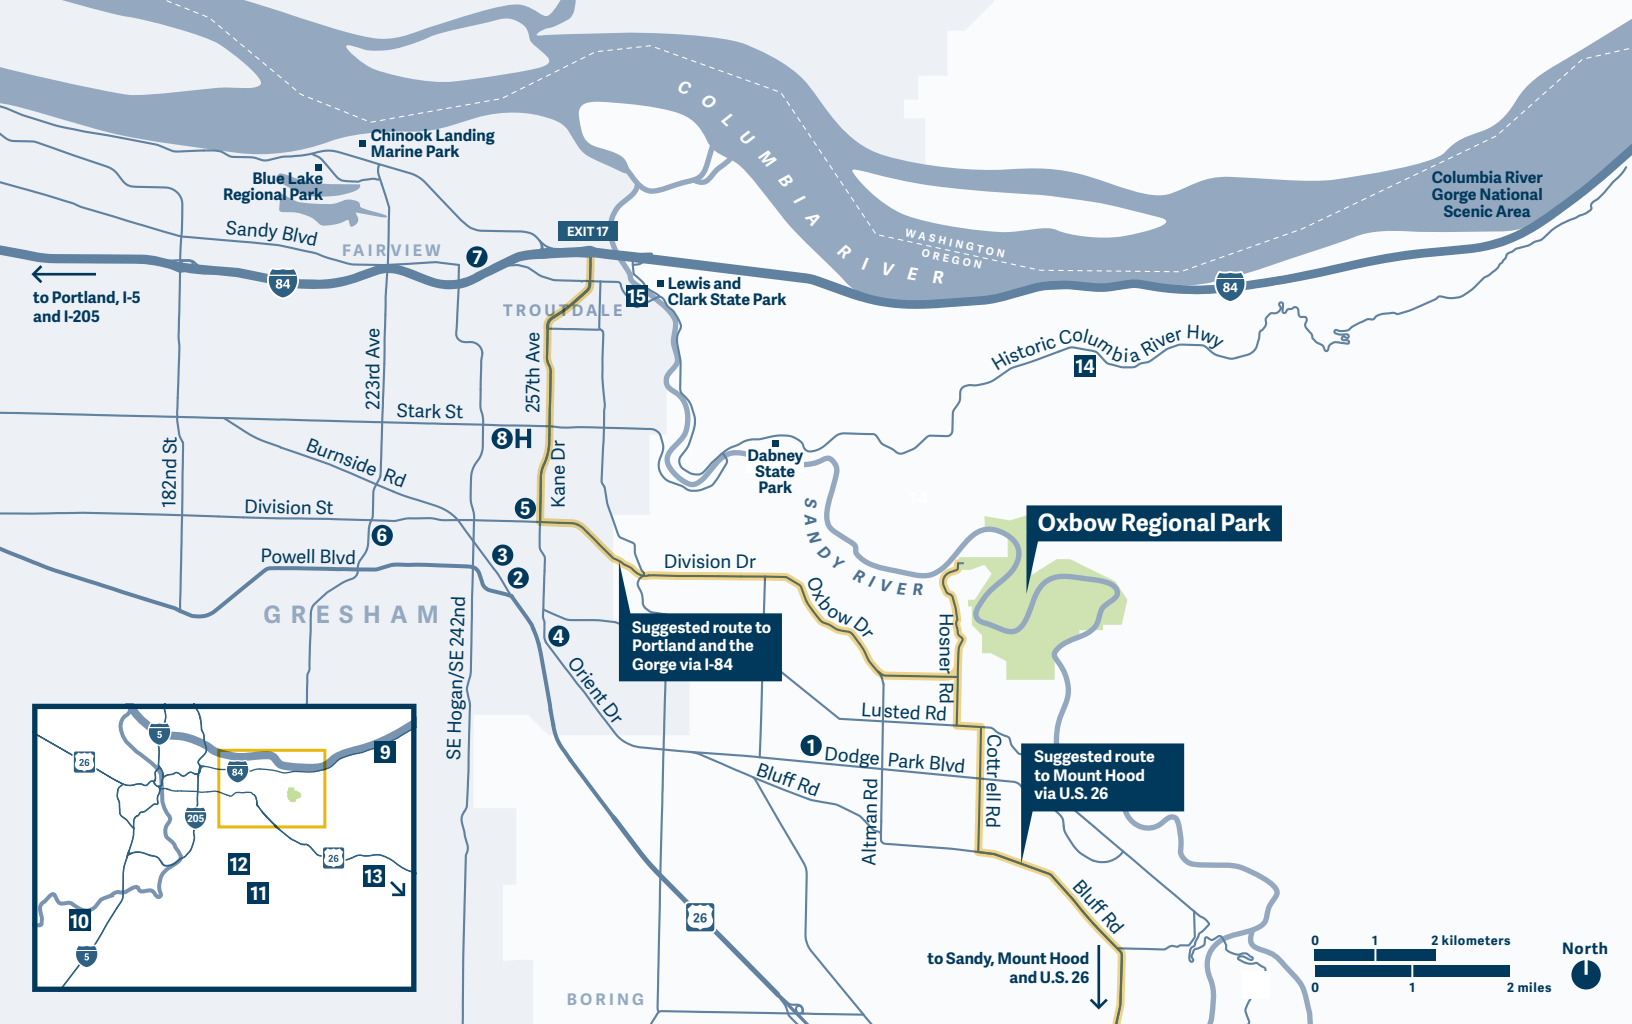 COLUMBIA RIVER
Chinook Landing
Marine Park
Blue Lake
Regional Park
Columbia River
Gorge National
Scenic Area
Sandy Blvd
EXIT 17
WASHINGTON
OREGON
FAIRVIEW
7
84
84
to Portland, I-5
and I-205
15
Lewis and
Clark State Park
TROUTDALE
223rd Ave
257th Ave
Historic Columbia River Hwy
14
Stark St
8H
182nd St
Burnside Rd
Kane Dr
Dabney
State
Park
14
SANDY RIVER
Division St
5
6
Oxbow Regional Park
Powell Blvd
3
2
Division Dr
Oxbow Dr
GRESHAM
SE Hogan/SE 242nd
4
Suggested route to
Portland and the
Gorge via I-84
Hosner Rd
Orient Dr
Lusted Rd
1
Dodge Park Blvd
Bluff Rd
Cottrell Rd
Altman Rd
Suggested route
to Mount Hood
via U.S. 26
5
26
84
9
205
26
12
11
13
10
5
26
Bluff Rd
to Sandy, Mount Hood
and U.S. 26
BORING
0 1 2 kilometers
0 1 2 miles
North